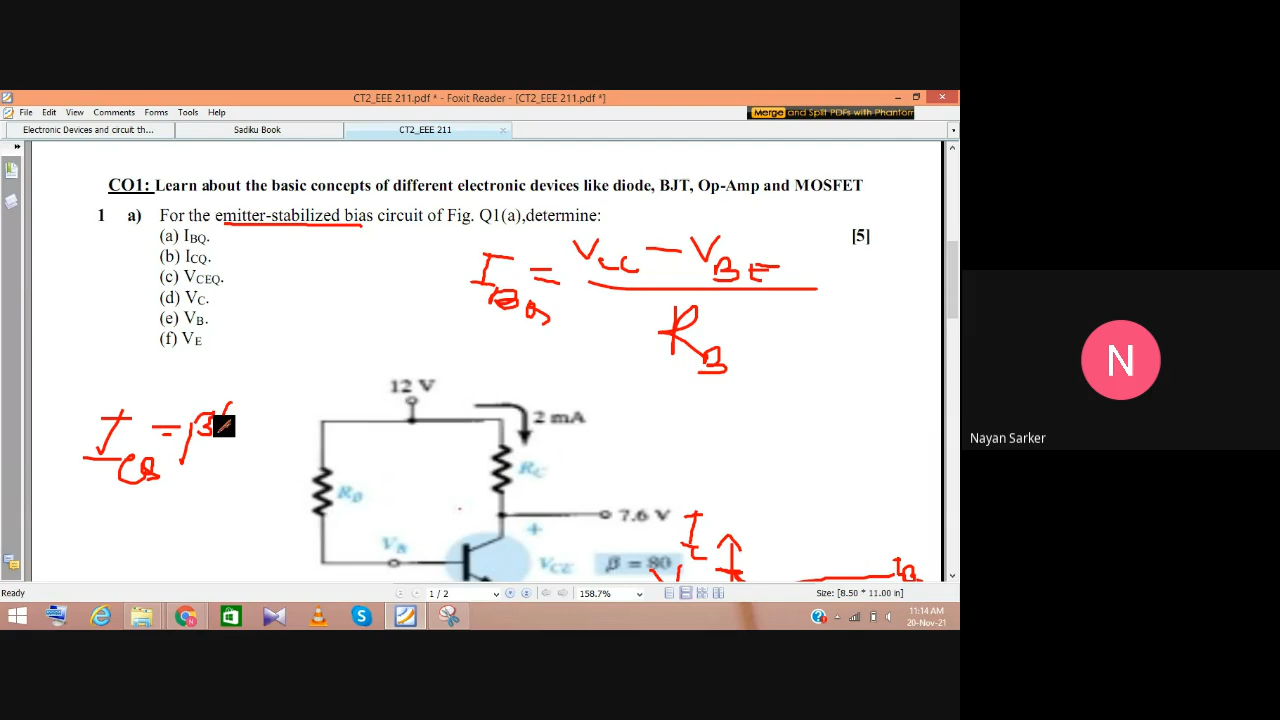 CT2_EEE 211.pdf * - Foxit Reader - [CT2_EEE 211.pdf *]
File Edit View Comments Forms Tools Help
Merge and Split PDFs with Phantom
Electronic Devices and circuit th... Sadiku Book CT2_EEE 211
CO1: Learn about the basic concepts of different electronic devices like diode, BJT, Op-Amp and MOSFET
1 a) For the emitter-stabilized bias circuit of Fig. Q1(a),determine:
(a) IBQ. [5]
(b) ICQ.
(c) VCEQ.
(d) VC.
(e) VB.
(f) VE
IBQ = VCC - VBE
RB
ICQ = β
12 V
2 mA
RC
RB
7.6 V
+
VB
VCE
β = 80
IC
IB
Nayan Sarker
N
Ready 1 / 2 158.7% Size: [8.50 * 11.00 in]
11:14 AM
20-Nov-21